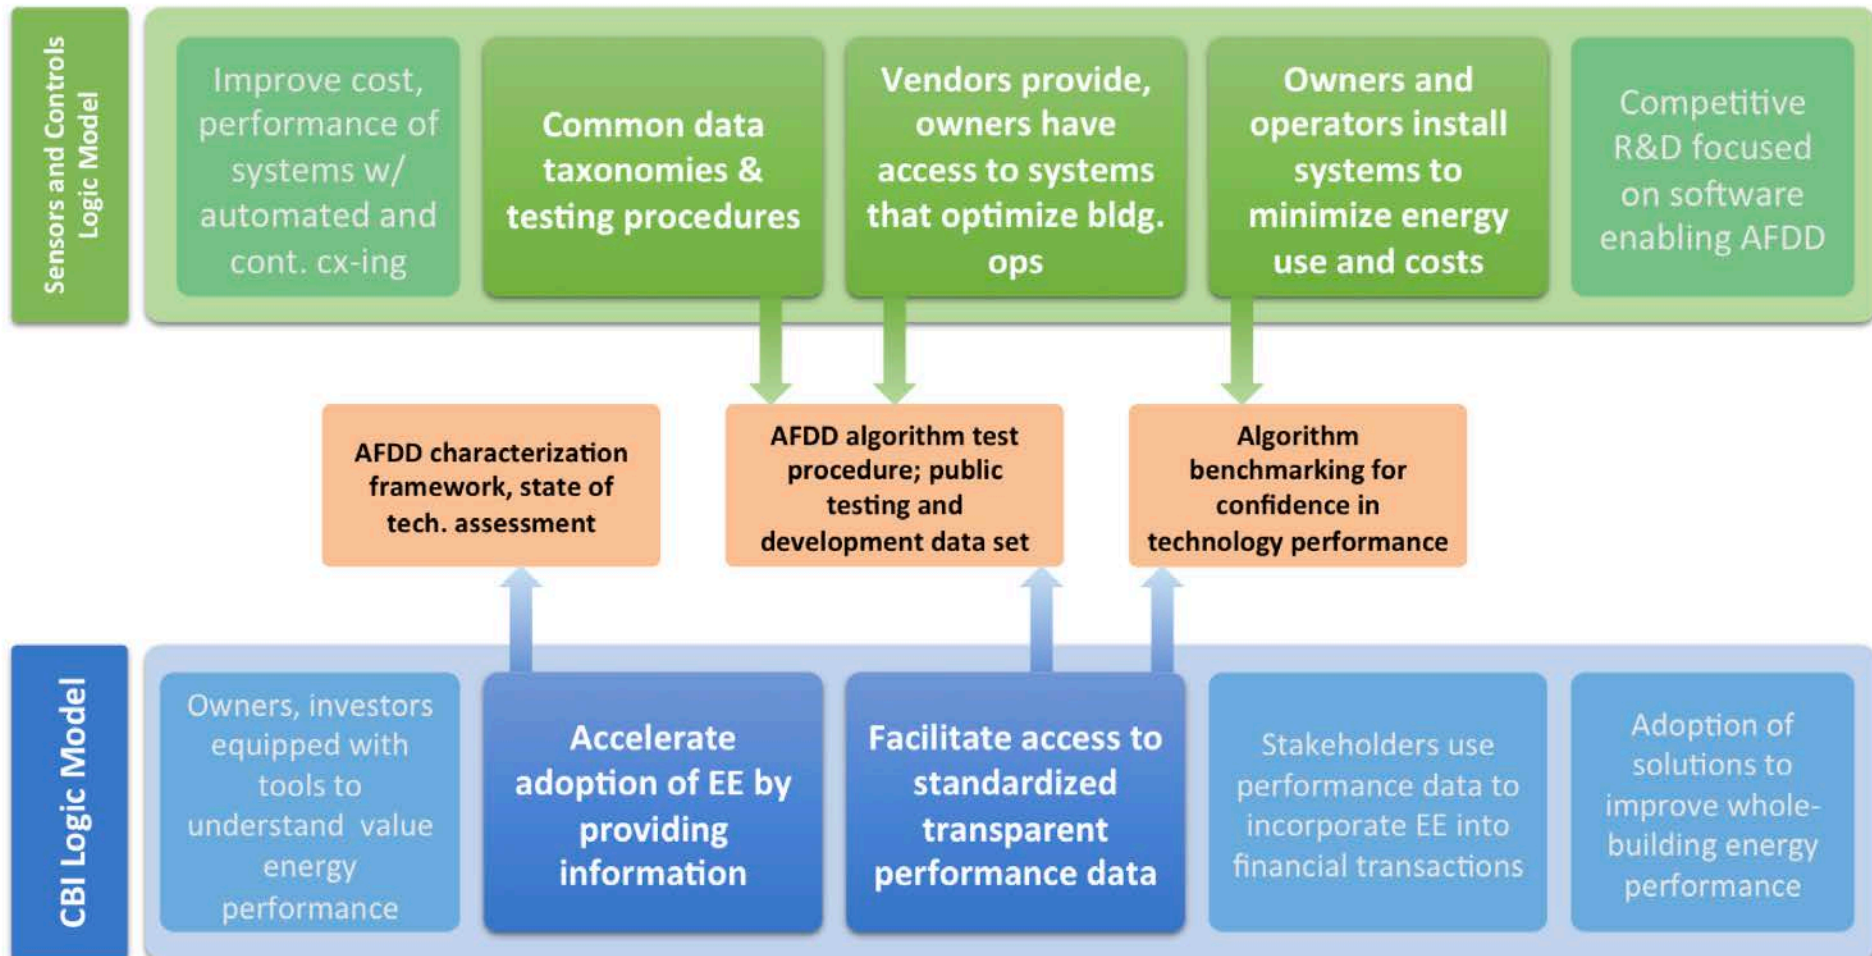 Sensors and Controls
Logic Model
Improve cost,
performance of
systems w/
automated and
cont. cx-ing
Common data
taxonomies &
testing procedures
Vendors provide,
owners have
access to systems
that optimize bldg.
ops
Owners and
operators install
systems to
minimize energy
use and costs
Competitive
R&D focused
on software
enabling AFDD
AFDD characterization
framework, state of
tech. assessment
AFDD algorithm test
procedure; public
testing and
development data set
Algorithm
benchmarking for
confidence in
technology performance
CBI Logic Model
Owners, investors
equipped with
tools to
understand value
energy
performance
Accelerate
adoption of EE by
providing
information
Facilitate access to
standardized
transparent
performance data
Stakeholders use
performance data to
incorporate EE into
financial transactions
Adoption of
solutions to
improve whole-
building energy
performance